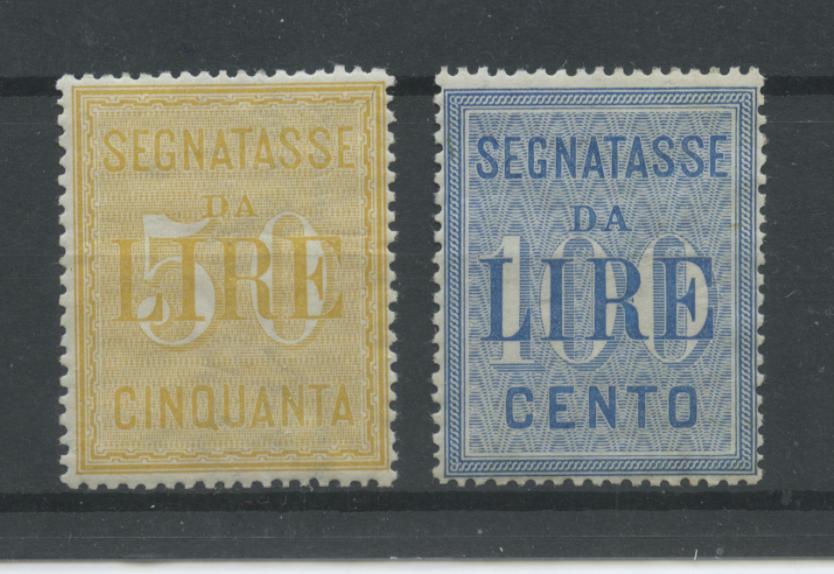 SEGNATASSE
DA
50
LIRE
CINQUANTA
SEGNATASSE
DA
100
LIRE
CENTO